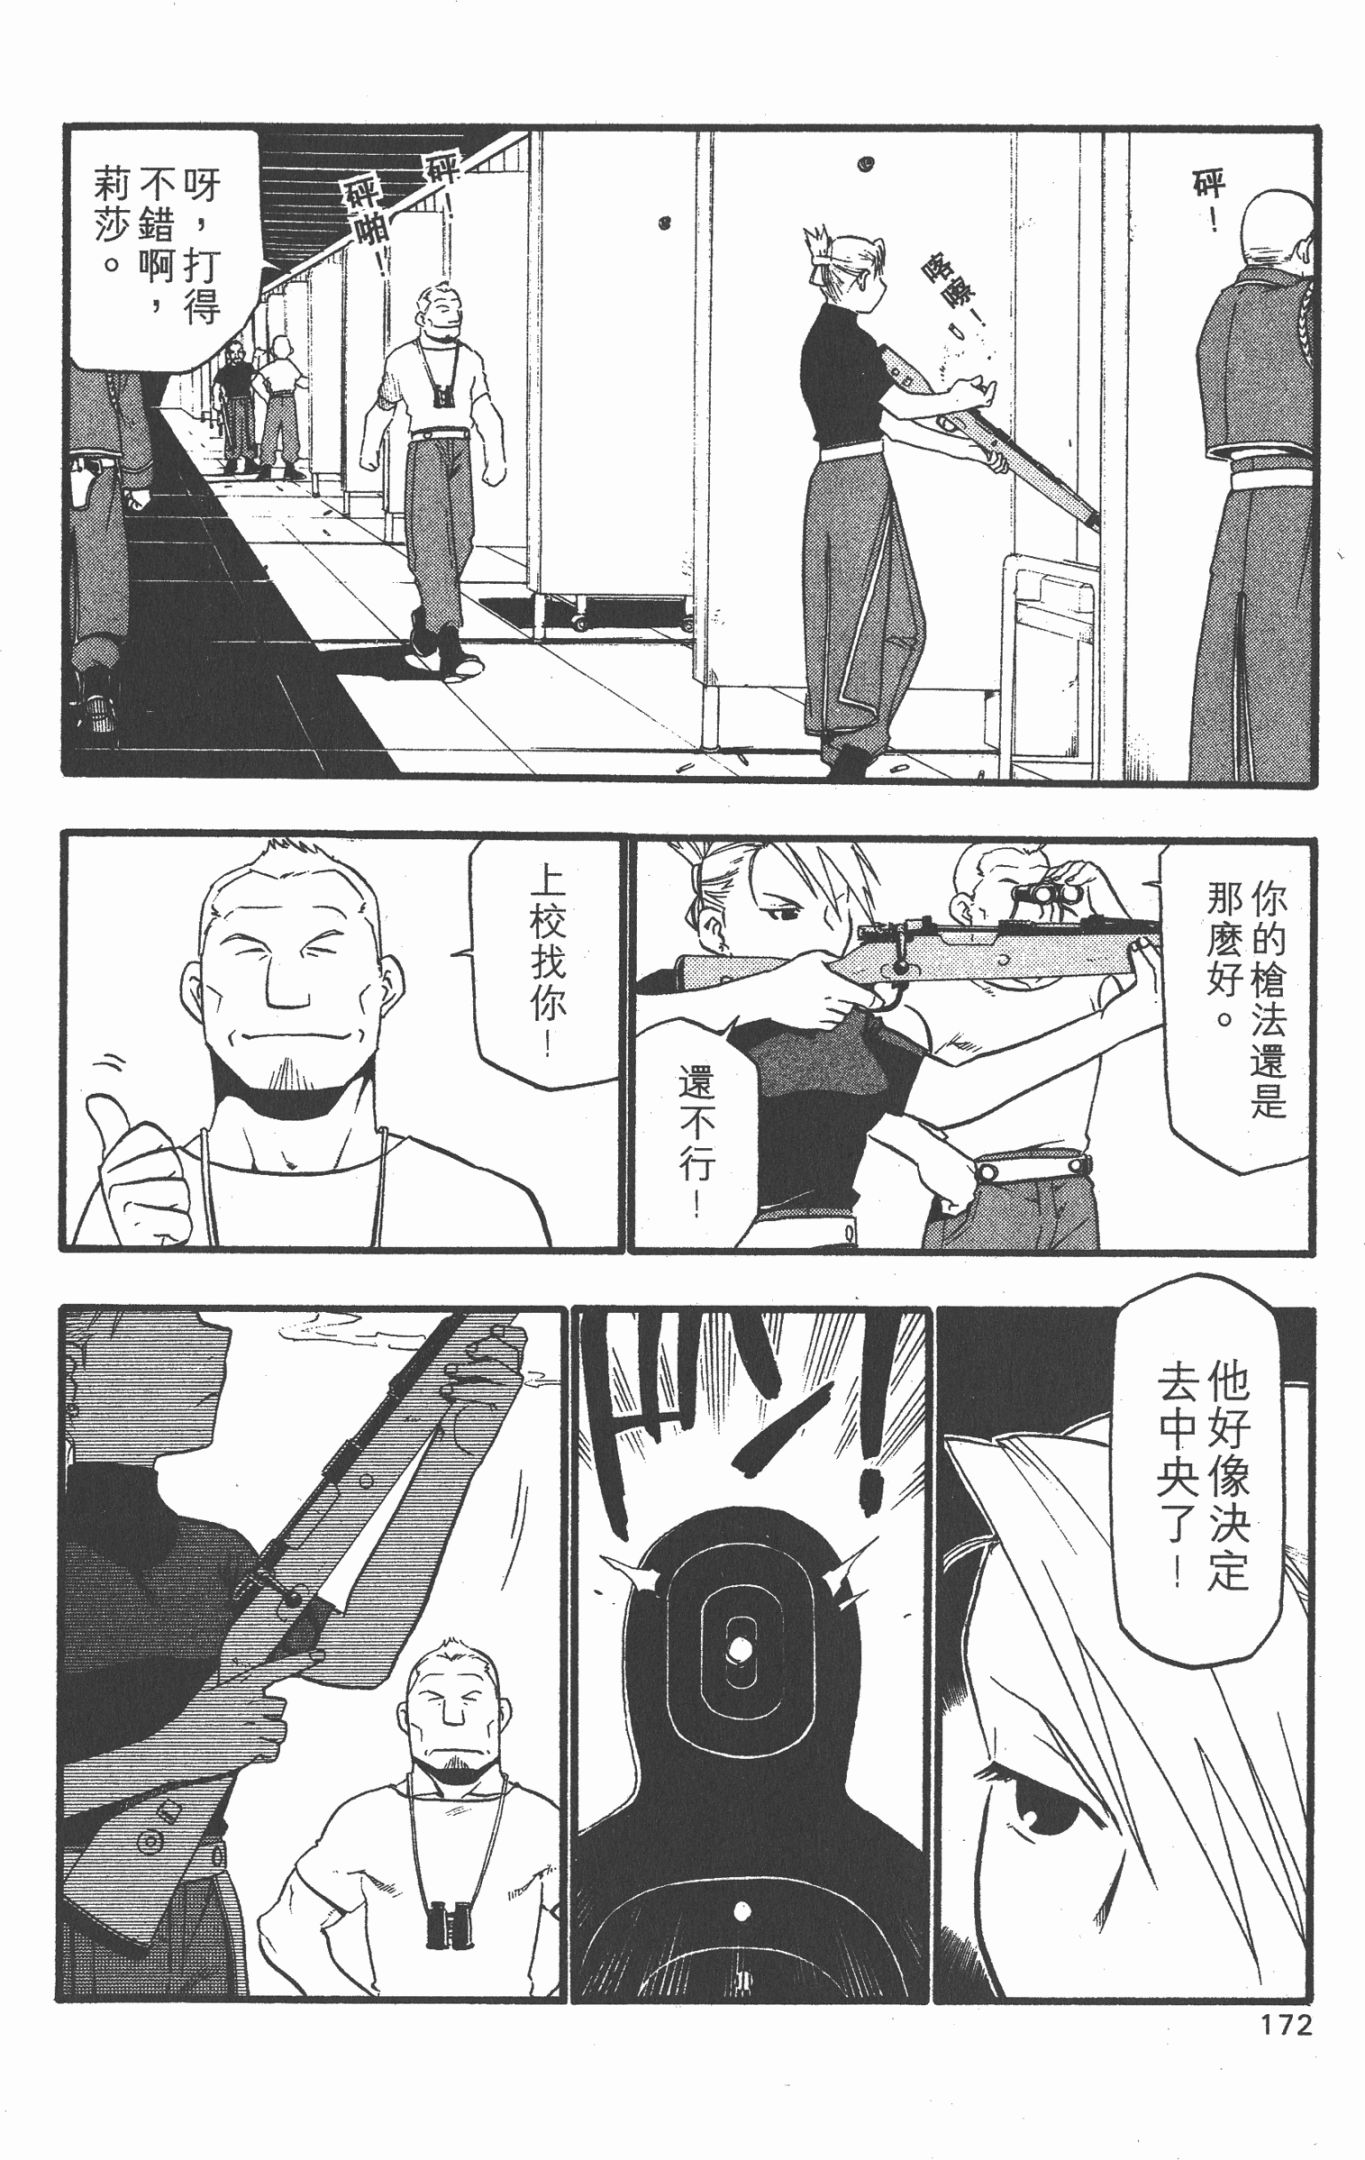 砰！
喀嚓！
砰！
砰啪！
呀，打得
不錯啊，
莉莎。
你的槍法還是
那麽好。
還不行！
上校找你！
他好像決定
去中央了！
172